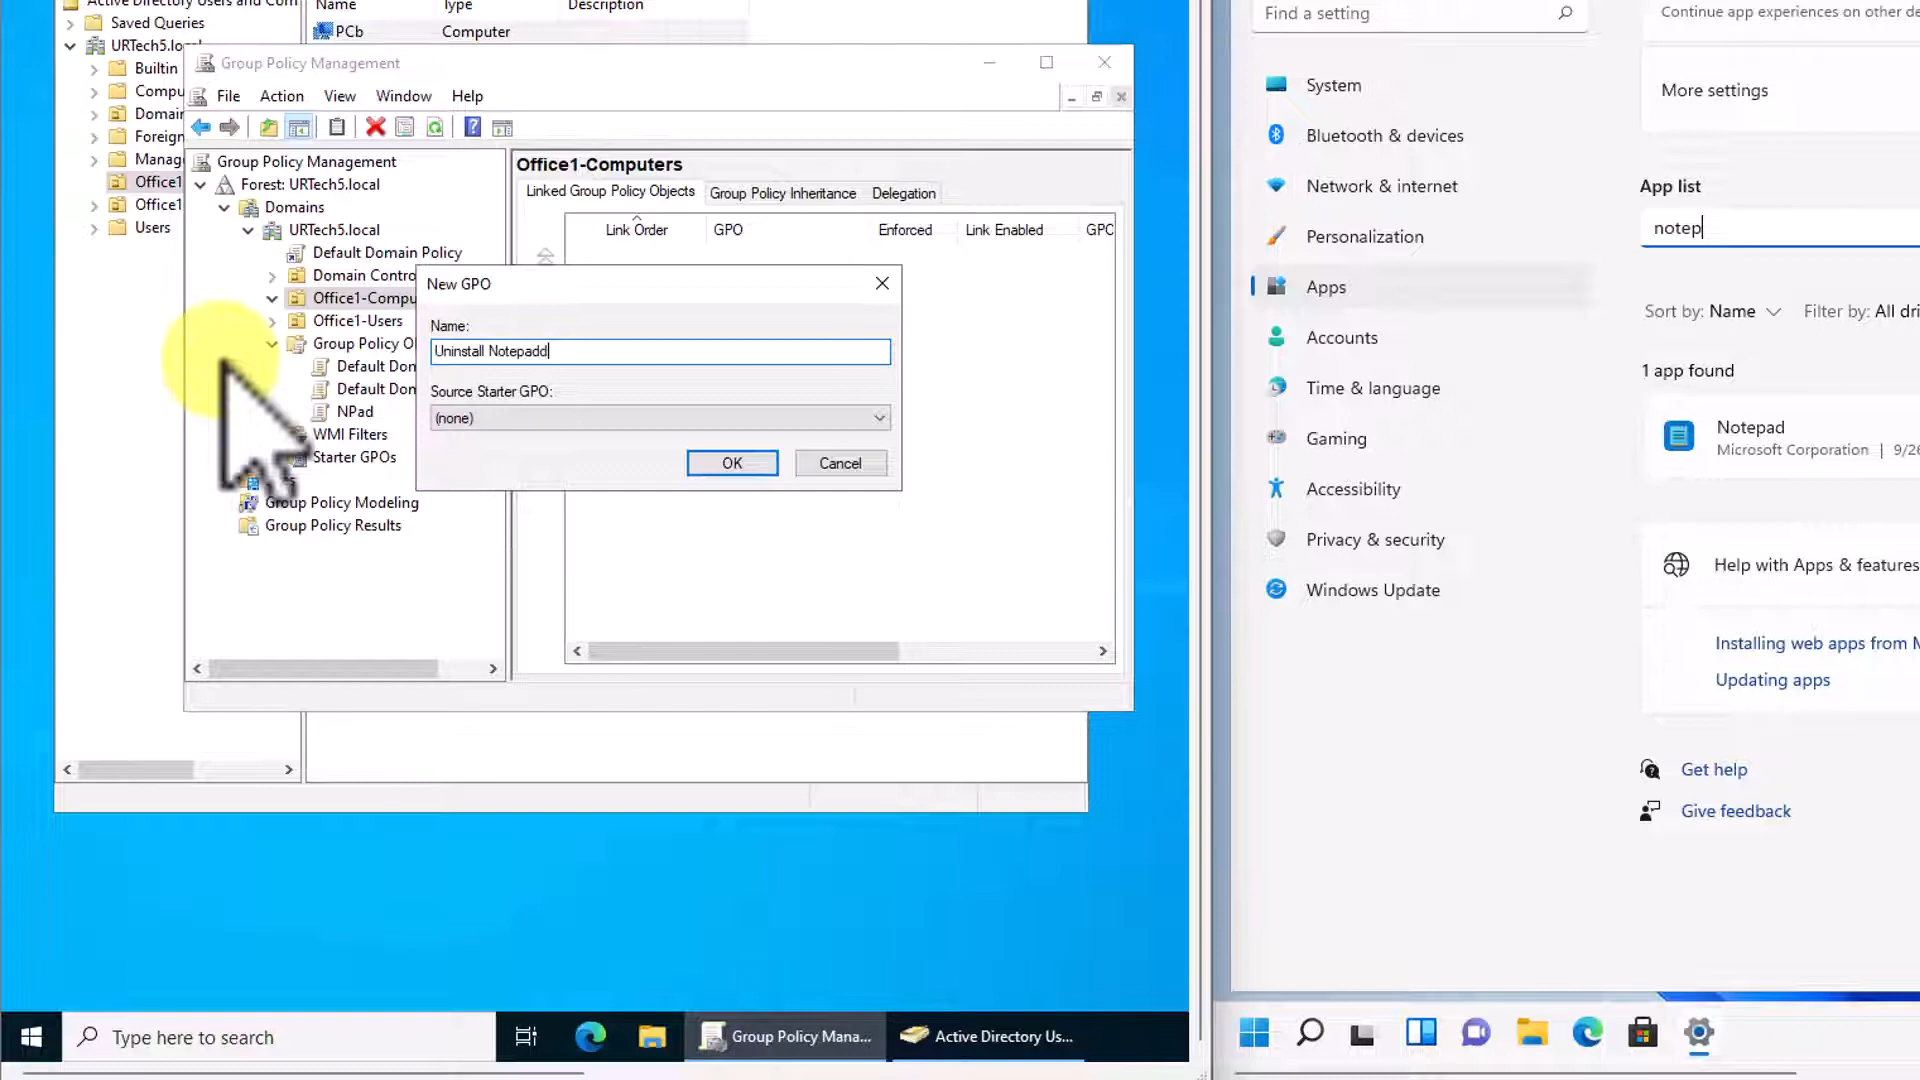 Active Directory Users and Com
Saved Queries
URTech5.local
Builtin
Compu
Domain
Foreign
Manag
Office1
Office1
Users
Name Type Description
PCb Computer
Group Policy Management
File Action View Window Help
Group Policy Management
Forest: URTech5.local
Domains
URTech5.local
Default Domain Policy
Domain Contro
Office1-Compu
Office1-Users
Group Policy O
Default Dom
Default Dom
NPad
WMI Filters
Starter GPOs
Group Policy Modeling
Group Policy Results
Office1-Computers
Linked Group Policy Objects Group Policy Inheritance Delegation
Link Order GPO Enforced Link Enabled GPC
New GPO
Name:
Uninstall Notepadd
Source Starter GPO:
(none)
OK Cancel
Type here to search
Group Policy Mana...
Active Directory Us...
Find a setting
System
Bluetooth & devices
Network & internet
Personalization
Apps
Accounts
Time & language
Gaming
Accessibility
Privacy & security
Windows Update
Continue app experiences on other de
More settings
App list
notep
Sort by: Name Filter by: All dri
1 app found
Notepad
Microsoft Corporation | 9/26
Help with Apps & features
Installing web apps from M
Updating apps
Get help
Give feedback